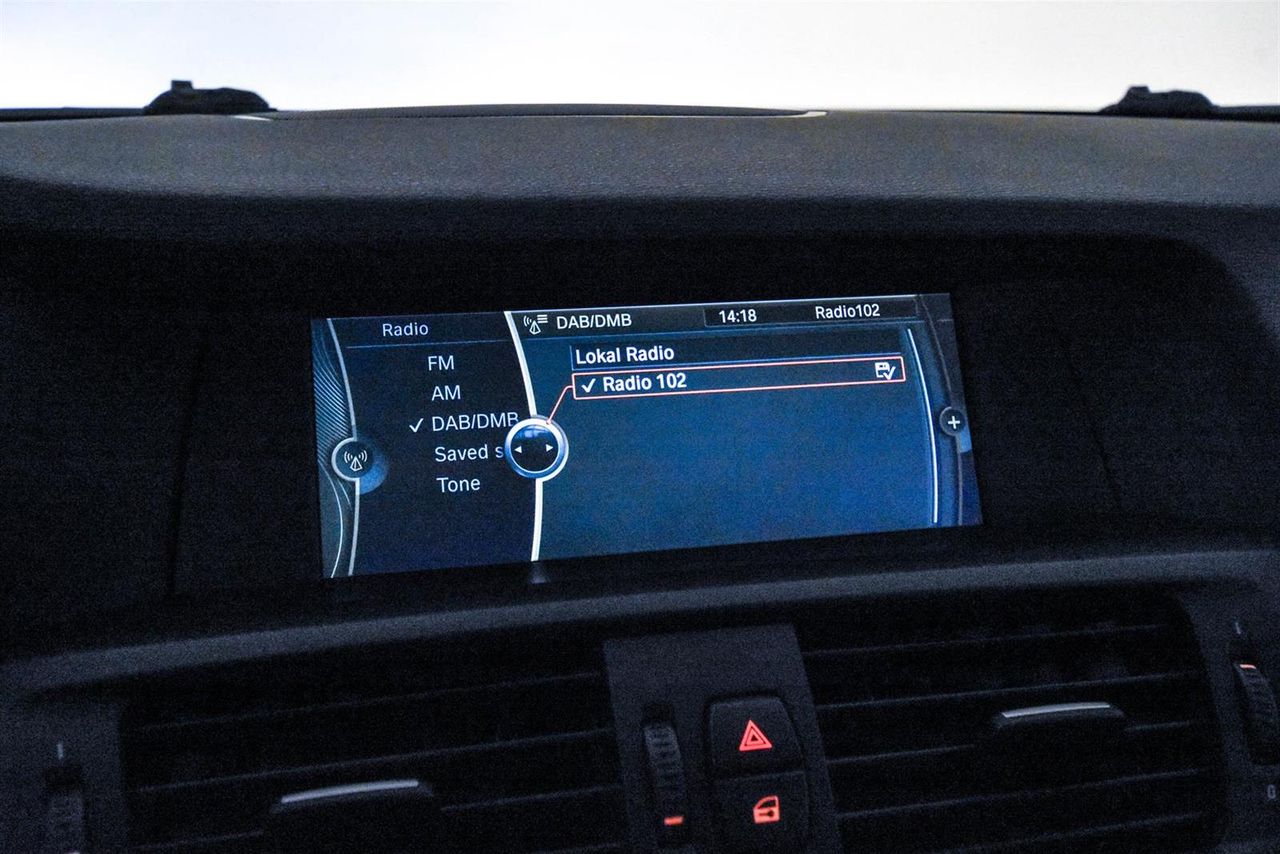 Radio
FM
AM
DAB/DMB
Saved s
Tone
DAB/DMB 14:18 Radio102
Lokal Radio
Radio 102